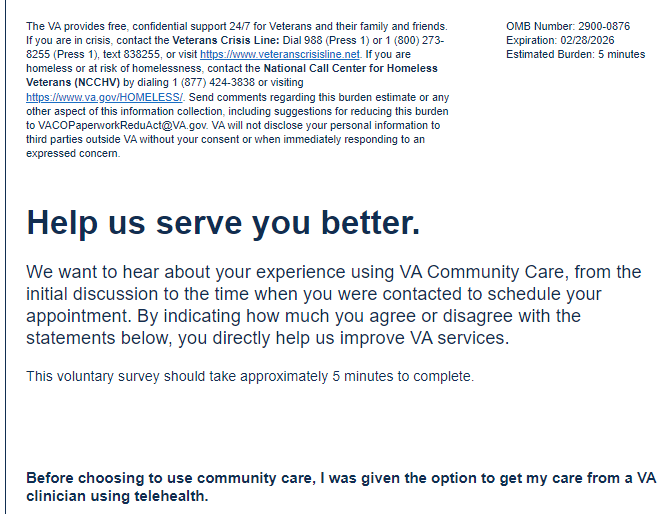 The VA provides free, confidential support 24/7 for Veterans and their family and friends.
If you are in crisis, contact the Veterans Crisis Line: Dial 988 (Press 1) or 1 (800) 273-
8255 (Press 1), text 838255, or visit https://www.veteranscrisisline.net. If you are
homeless or at risk of homelessness, contact the National Call Center for Homeless
Veterans (NCCHV) by dialing 1 (877) 424-3838 or visiting
https://www.va.gov/HOMELESS/. Send comments regarding this burden estimate or any
other aspect of this information collection, including suggestions for reducing this burden
to VACOPaperworkReduAct@VA.gov. VA will not disclose your personal information to
third parties outside VA without your consent or when immediately responding to an
expressed concern.
OMB Number: 2900-0876
Expiration: 02/28/2026
Estimated Burden: 5 minutes
Help us serve you better.
We want to hear about your experience using VA Community Care, from the
initial discussion to the time when you were contacted to schedule your
appointment. By indicating how much you agree or disagree with the
statements below, you directly help us improve VA services.
This voluntary survey should take approximately 5 minutes to complete.
Before choosing to use community care, I was given the option to get my care from a VA
clinician using telehealth.